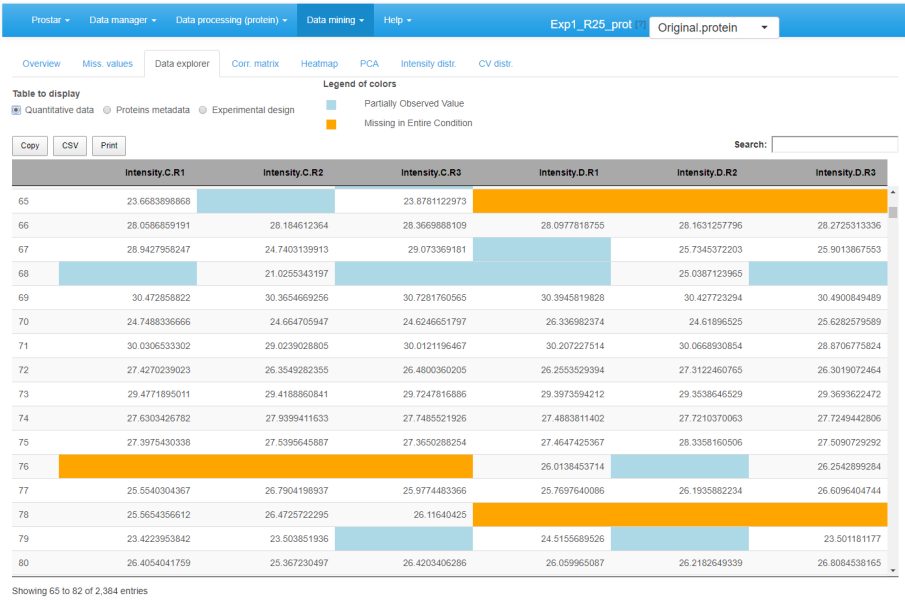 Prostar Data manager Data processing (protein) Data mining Help Exp1_R25_prot [?] Original.protein
Overview Miss. values Data explorer Corr. matrix Heatmap PCA Intensity distr. CV distr.
Table to display
Quantitative data Proteins metadata Experimental design
Legend of colors
Partially Observed Value
Missing in Entire Condition
Copy CSV Print Search:
Intensity.C.R1 Intensity.C.R2 Intensity.C.R3 Intensity.D.R1 Intensity.D.R2 Intensity.D.R3
65 23.6683898868 23.8781122973
66 28.0586859191 28.184612364 28.3669888109 28.0977818755 28.1631257796 28.2725313336
67 28.9427958247 24.7403139913 29.073369181 25.7345372203 25.9013867553
68 21.0255343197 25.0387123965
69 30.472858822 30.3654669256 30.7281760565 30.3945819828 30.427723294 30.4900849489
70 24.7488336666 24.664705947 24.6246651797 26.336982374 24.61896525 25.6282579589
71 30.0306533302 29.0239028805 30.0121196467 30.207227514 30.0668930854 28.8706775824
72 27.4270239023 26.3549282355 26.4800360205 26.2553529394 27.3122460765 26.3019072464
73 29.4771895011 29.4188860841 29.7247816886 29.3973594212 29.3538646529 29.3693622472
74 27.6303426782 27.9399411633 27.7485521926 27.4883811402 27.7210370063 27.7249442806
75 27.3975430338 27.5395645887 27.3650288254 27.4647425367 28.3358160506 27.5090729292
76 26.0138453714 26.2542899284
77 25.5540304367 26.7904198937 25.9774483366 25.7697640086 26.1935882234 26.6096404744
78 25.5654356612 26.4725722295 26.11640425
79 23.4223953842 23.503851936 24.5155689526 23.501181177
80 26.4054041759 25.367230497 26.4203406286 26.059965087 26.2182649339 26.8084538165
Showing 65 to 82 of 2,384 entries